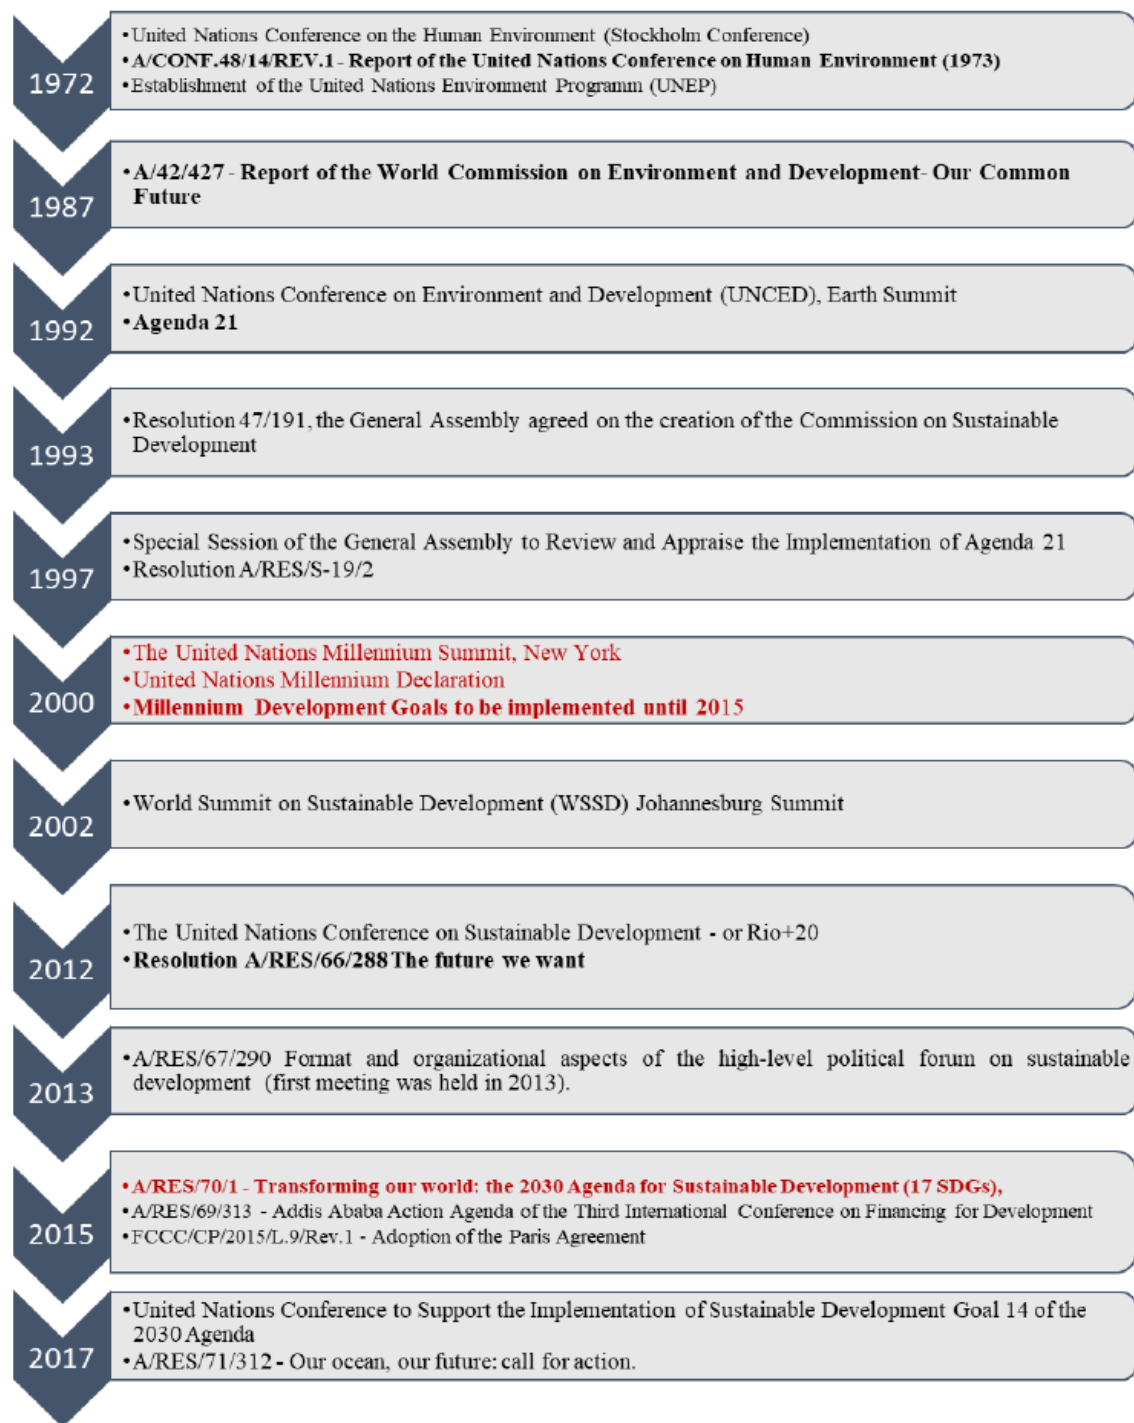 1972
•United Nations Conference on the Human Environment (Stockholm Conference)
•A/CONF.48/14/REV.1- Report of the United Nations Conference on Human Environment (1973)
•Establishment of the United Nations Environment Programm (UNEP)
1987
•A/42/427 - Report of the World Commission on Environment and Development- Our Common
Future
1992
•United Nations Conference on Environment and Development (UNCED), Earth Summit
•Agenda 21
1993
•Resolution 47/191, the General Assembly agreed on the creation of the Commission on Sustainable
Development
1997
•Special Session of the General Assembly to Review and Appraise the Implementation of Agenda 21
•Resolution A/RES/S-19/2
2000
•The United Nations Millennium Summit, New York
•United Nations Millennium Declaration
•Millennium Development Goals to be implemented until 2015
2002
•World Summit on Sustainable Development (WSSD) Johannesburg Summit
2012
•The United Nations Conference on Sustainable Development - or Rio+20
•Resolution A/RES/66/288 The future we want
2013
•A/RES/67/290 Format and organizational aspects of the high-level political forum on sustainable
development (first meeting was held in 2013).
2015
•A/RES/70/1 - Transforming our world: the 2030 Agenda for Sustainable Development (17 SDGs),
•A/RES/69/313 - Addis Ababa Action Agenda of the Third International Conference on Financing for Development
•FCCC/CP/2015/L.9/Rev.1 - Adoption of the Paris Agreement
2017
•United Nations Conference to Support the Implementation of Sustainable Development Goal 14 of the
2030 Agenda
•A/RES/71/312 - Our ocean, our future: call for action.